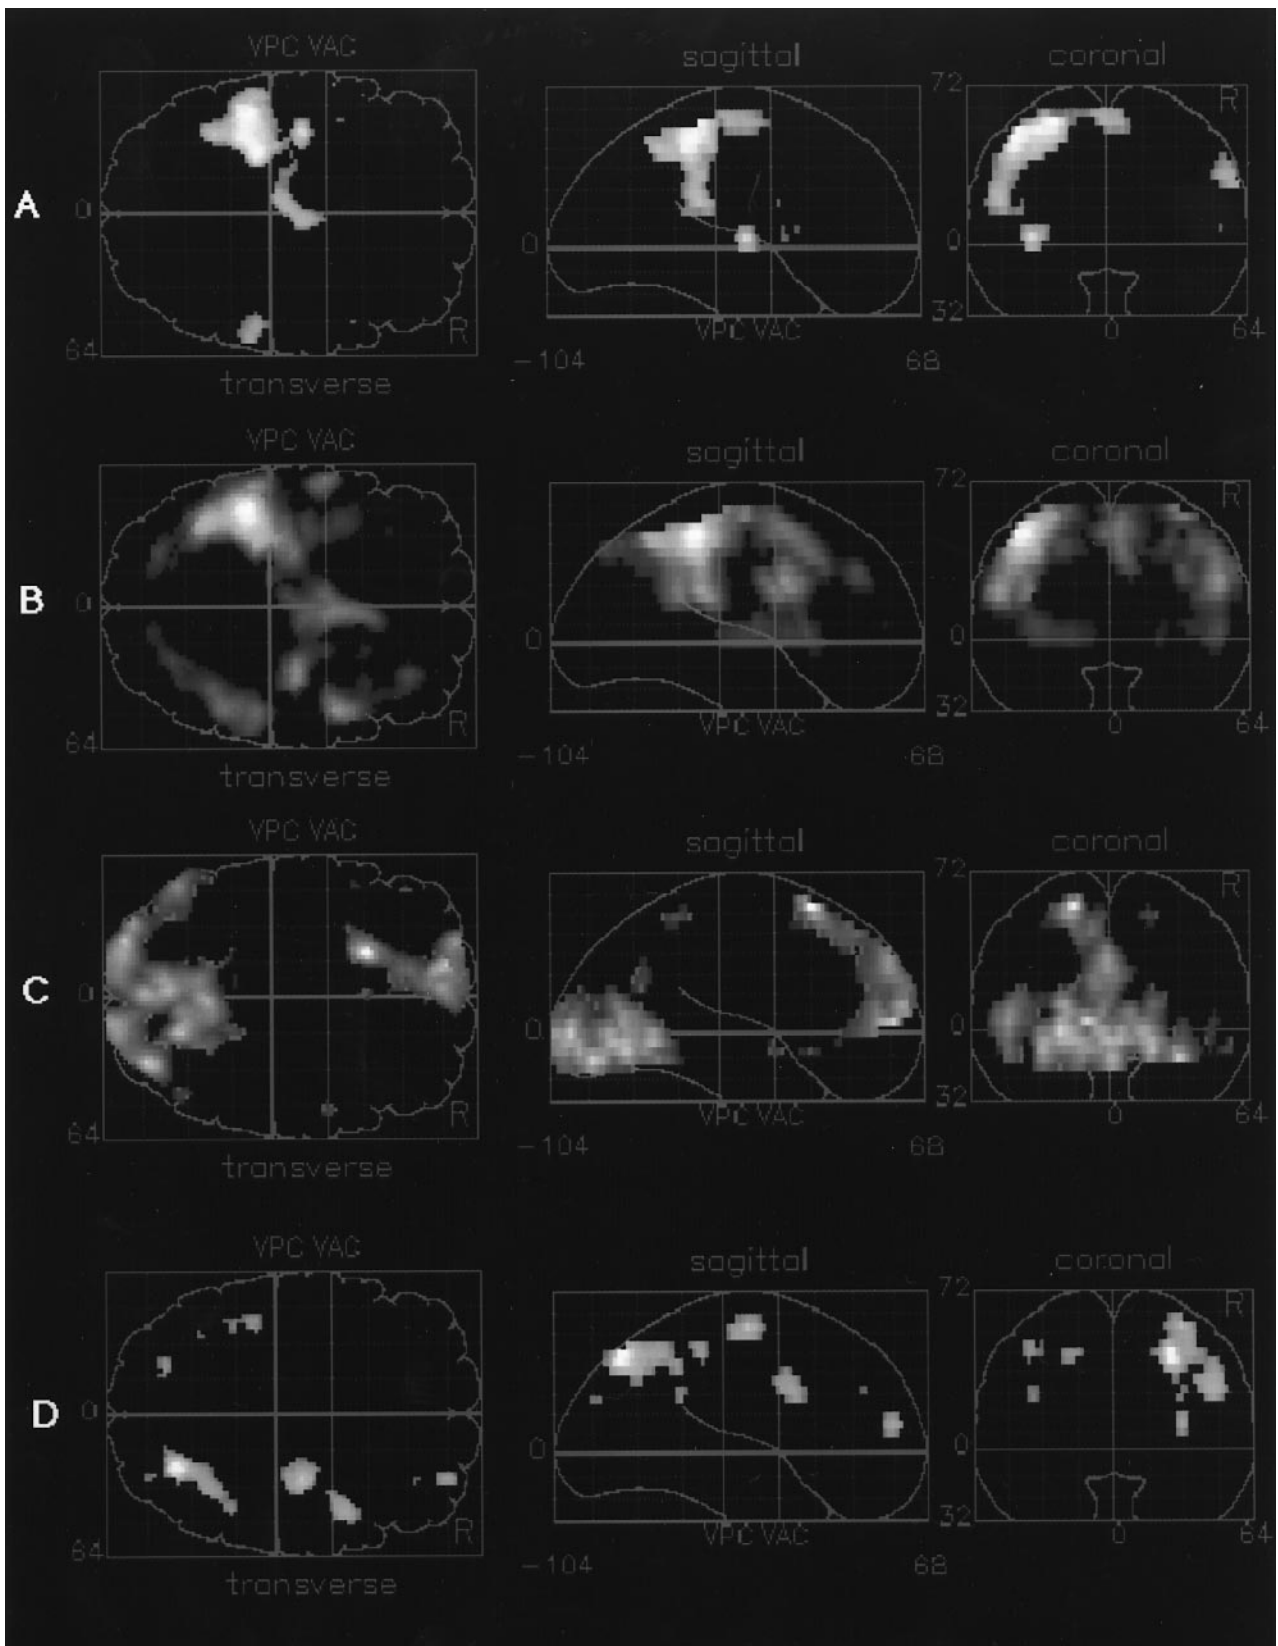 VPC VAC
sagittal
coronal
72
R
A
0
0
0
R
VPC VAC
32
0
64
64
-104
68
transverse
VPC VAC
sagittal
coronal
72
R
B
0
0
0
R
VPC VAC
32
0
64
64
-104
68
transverse
VPC VAC
sagittal
coronal
72
R
C
0
0
0
R
VPC VAC
32
0
64
64
-104
68
transverse
VPC VAC
sagittal
coronal
72
R
D
0
0
0
R
VPC VAC
32
0
64
64
-104
68
transverse